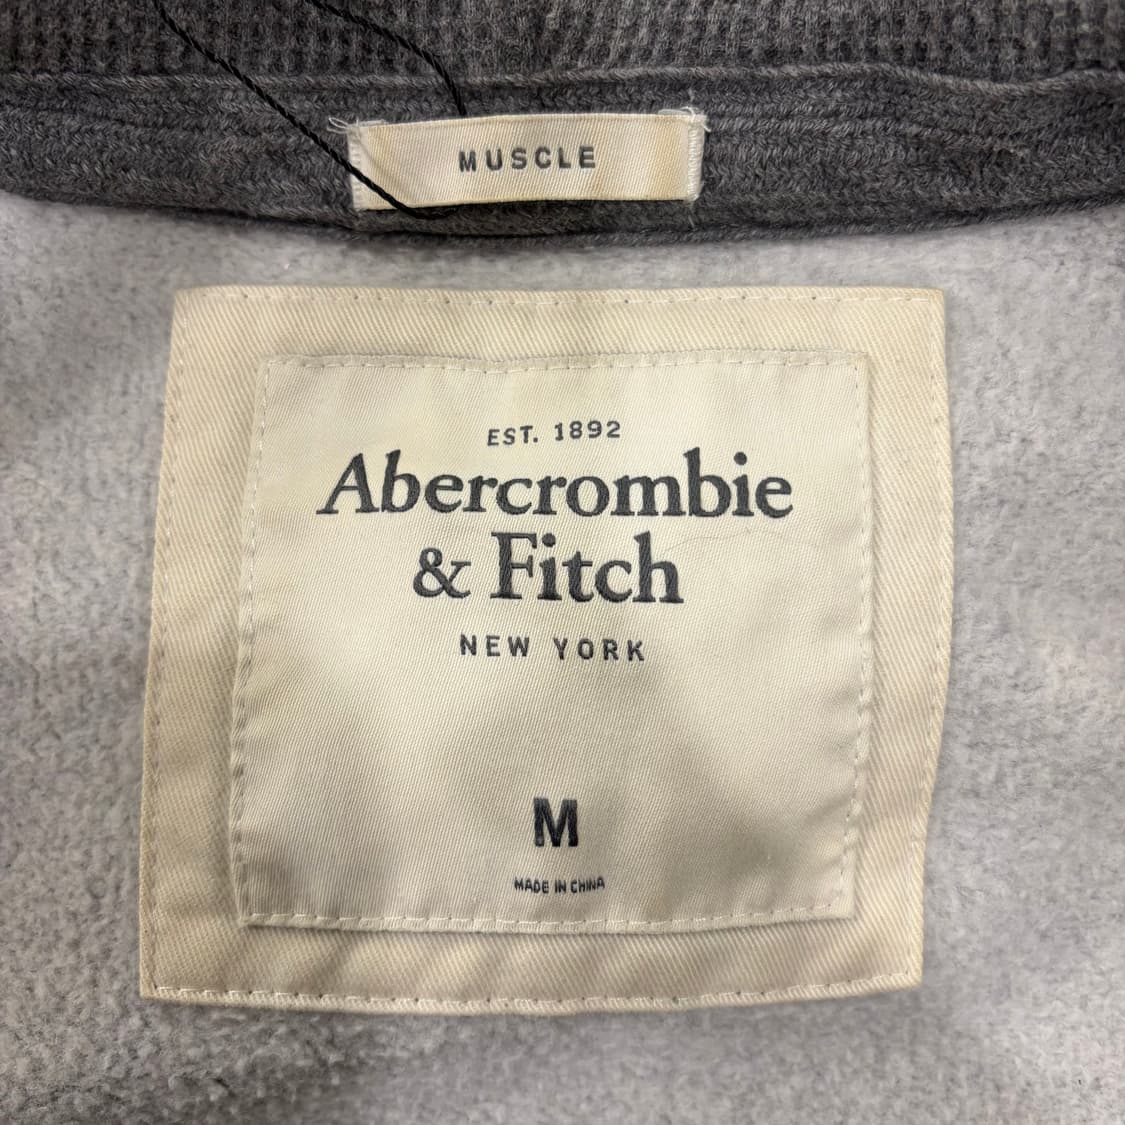 MUSCLE
EST. 1892
Abercrombie
& Fitch
NEW YORK
M
MADE IN CHINA